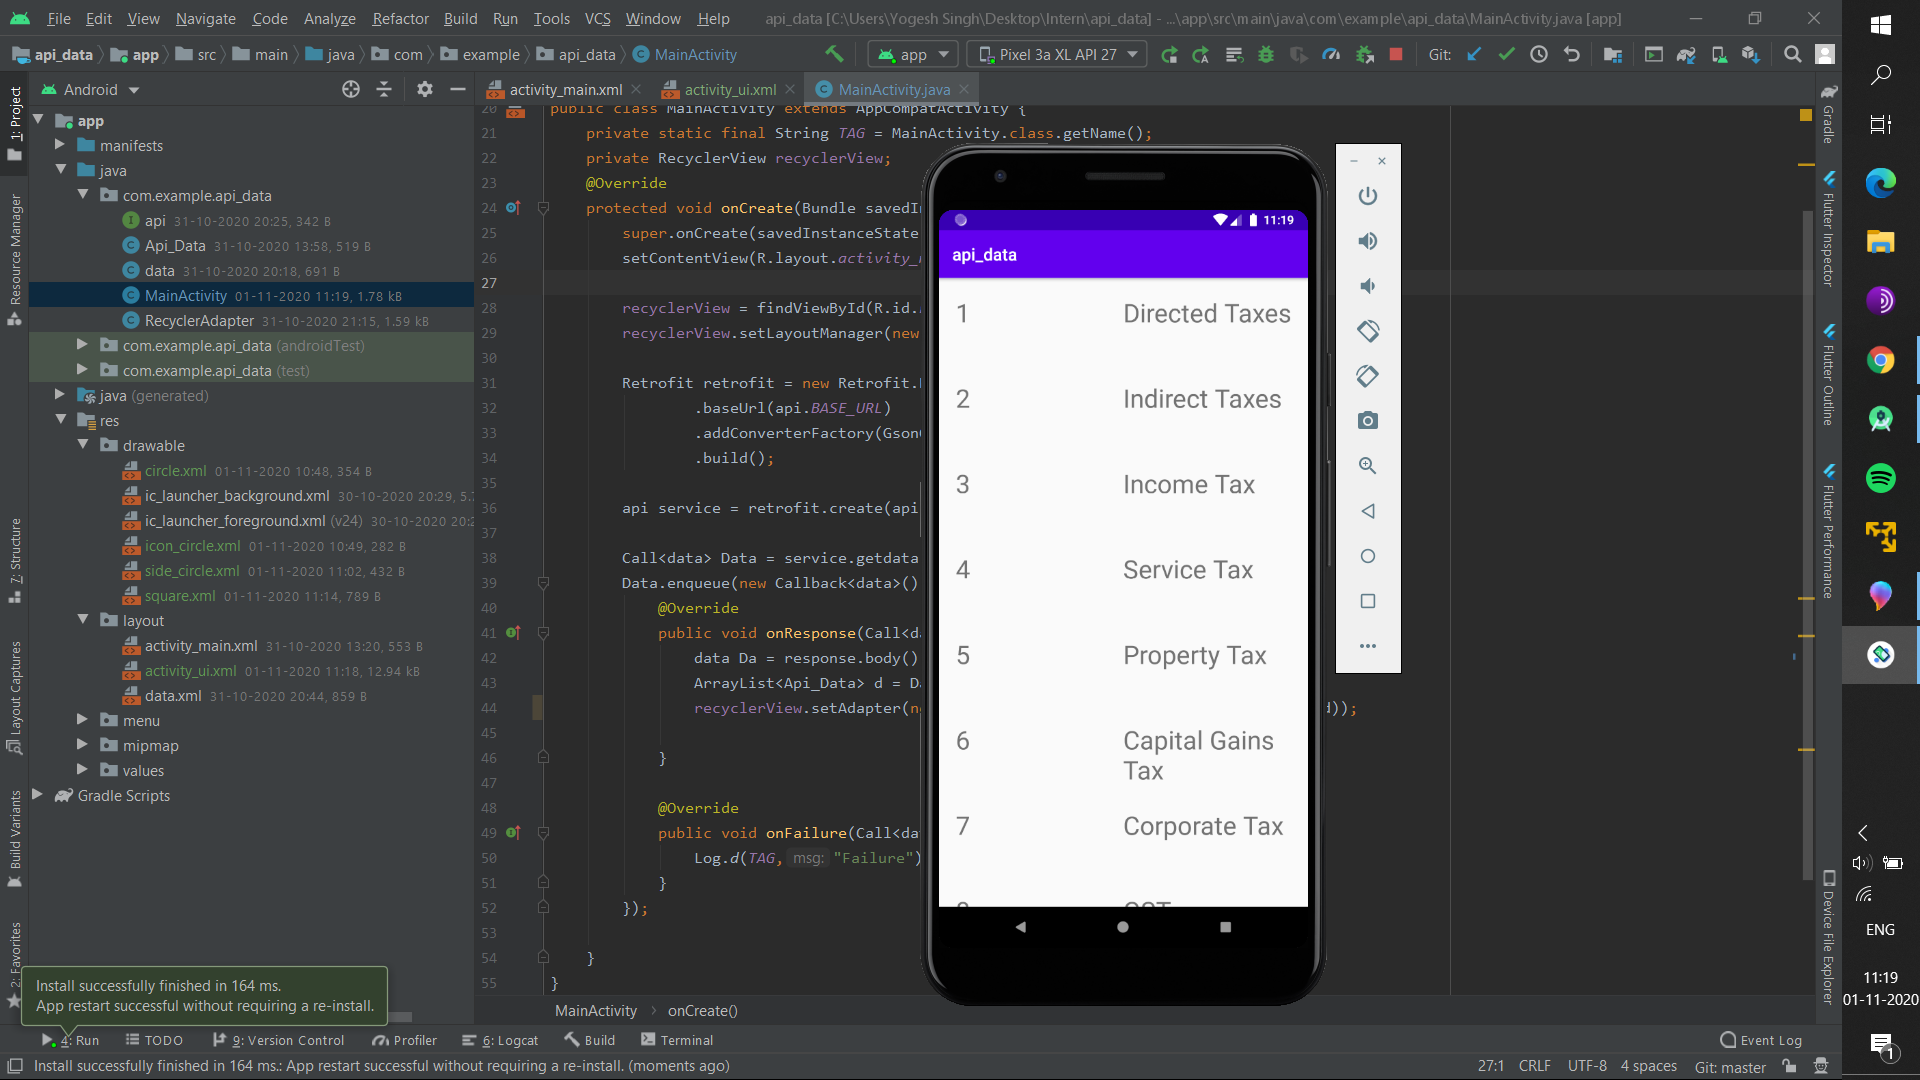 File Edit View Navigate Code Analyze Refactor Build Run Tools VCS Window Help api_data [C:\Users\Yogesh Singh\Desktop\Intern\api_data] - ...\app\src\main\java\com\example\api_data\MainActivity.java [app]
api_data app src main java com example api_data MainActivity app Pixel 3a XL API 27 Git:
Android activity_main.xml activity_ui.xml MainActivity.java
1: Project
Resource Manager
7: Structure
Layout Captures
Build Variants
2: Favorites
app
manifests
java
com.example.api_data
api 31-10-2020 20:25, 342 B
Api_Data 31-10-2020 13:58, 519 B
data 31-10-2020 20:18, 691 B
MainActivity 01-11-2020 11:19, 1.78 kB
RecyclerAdapter 31-10-2020 21:15, 1.59 kB
com.example.api_data (androidTest)
com.example.api_data (test)
java (generated)
res
drawable
circle.xml 01-11-2020 10:48, 354 B
ic_launcher_background.xml 30-10-2020 20:29, 5.
ic_launcher_foreground.xml (v24) 30-10-2020 20:2
icon_circle.xml 01-11-2020 10:49, 282 B
side_circle.xml 01-11-2020 11:02, 432 B
square.xml 01-11-2020 11:14, 789 B
layout
activity_main.xml 31-10-2020 13:20, 553 B
activity_ui.xml 01-11-2020 11:18, 12.94 kB
data.xml 31-10-2020 20:44, 859 B
menu
mipmap
values
Gradle Scripts
20 public class MainActivity extends AppCompatActivity {
21 private static final String TAG = MainActivity.class.getName();
22 private RecyclerView recyclerView;
23 @Override
24 protected void onCreate(Bundle savedIn
25 super.onCreate(savedInstanceState
26 setContentView(R.layout.activity_
27
28 recyclerView = findViewById(R.id.
29 recyclerView.setLayoutManager(new
30
31 Retrofit retrofit = new Retrofit.
32 .baseUrl(api.BASE_URL)
33 .addConverterFactory(Gson
34 .build();
35
36 api service = retrofit.create(api
37
38 Call<data> Data = service.getdata
39 Data.enqueue(new Callback<data>()
40 @Override
41 public void onResponse(Call<d
42 data Da = response.body()
43 ArrayList<Api_Data> d = D
44 recyclerView.setAdapter(n d));
45
46 }
47
48 @Override
49 public void onFailure(Call<da
50 Log.d(TAG, msg: "Failure")
51 }
52 });
53
54 }
55 }
11:19
api_data
1 Directed Taxes
2 Indirect Taxes
3 Income Tax
4 Service Tax
5 Property Tax
6 Capital Gains
Tax
7 Corporate Tax
Gradle
Flutter Inspector
Flutter Outline
Flutter Performance
Device File Explorer
ENG
11:19
01-11-2020
1
Install successfully finished in 164 ms.
App restart successful without requiring a re-install.
MainActivity onCreate()
4: Run TODO 9: Version Control Profiler 6: Logcat Build Terminal Event Log
Install successfully finished in 164 ms.: App restart successful without requiring a re-install. (moments ago) 27:1 CRLF UTF-8 4 spaces Git: master